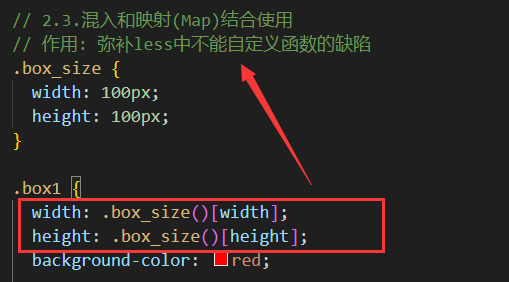 // 2.3.混入和映射(Map)结合使用
// 作用: 弥补less中不能自定义函数的缺陷
.box_size {
  width: 100px;
  height: 100px;
}
.box1 {
  width: .box_size()[width];
  height: .box_size()[height];
  background-color: red;